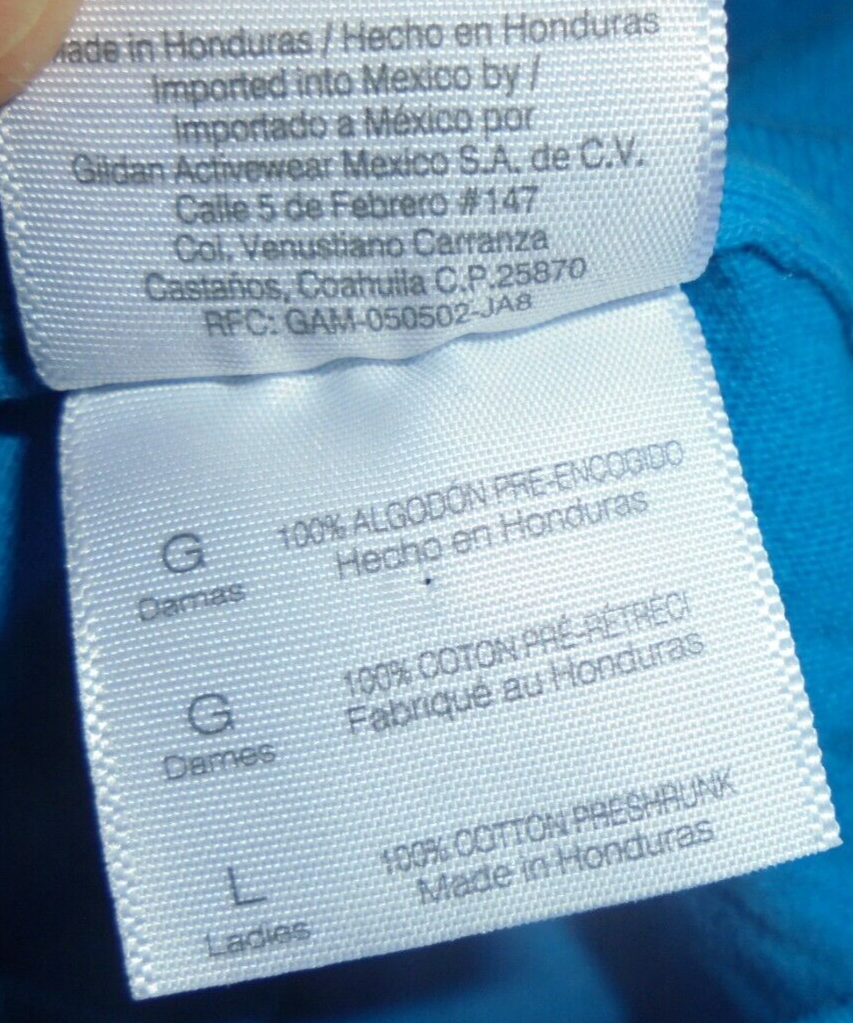 ade in Honduras / Hecho en Honduras
Imported into Mexico by /
Importado a México por
Gildan Activewear Mexico S.A. de C.V.
Calle 5 de Febrero #147
Col. Venustiano Carranza
Castaños, Coahuila C.P.25870
RFC: GAM-050502-JA8
G 100% ALGODÓN PRE-ENCOGIDO
Damas Hecho en Honduras
G 100% COTON PRÉ-RÉTRÉCI
Dames Fabriqué au Honduras
L 100% COTTON PRESHRUNK
Ladies Made in Honduras